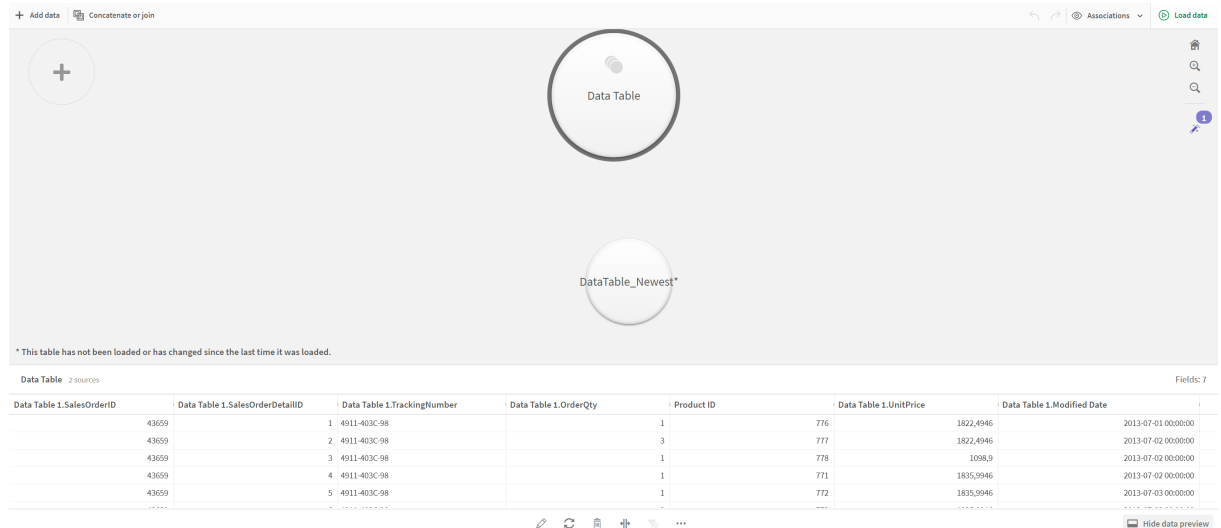 Add data Concatenate or join Associations Load data
1
Data Table
DataTable_Newest*
* This table has not been loaded or has changed since the last time it was loaded.
Data Table 2 sources Fields: 7
Data Table 1.SalesOrderID Data Table 1.SalesOrderDetailID Data Table 1.TrackingNumber Data Table 1.OrderQty Product ID Data Table 1.UnitPrice Data Table 1.Modified Date
43659 1 4911-403C-98 1 776 1822,4946 2013-07-01 00:00:00
43659 2 4911-403C-98 3 777 1822,4946 2013-07-02 00:00:00
43659 3 4911-403C-98 1 778 1098,9 2013-07-02 00:00:00
43659 4 4911-403C-98 1 771 1835,9946 2013-07-02 00:00:00
43659 5 4911-403C-98 1 772 1835,9946 2013-07-03 00:00:00
Hide data preview